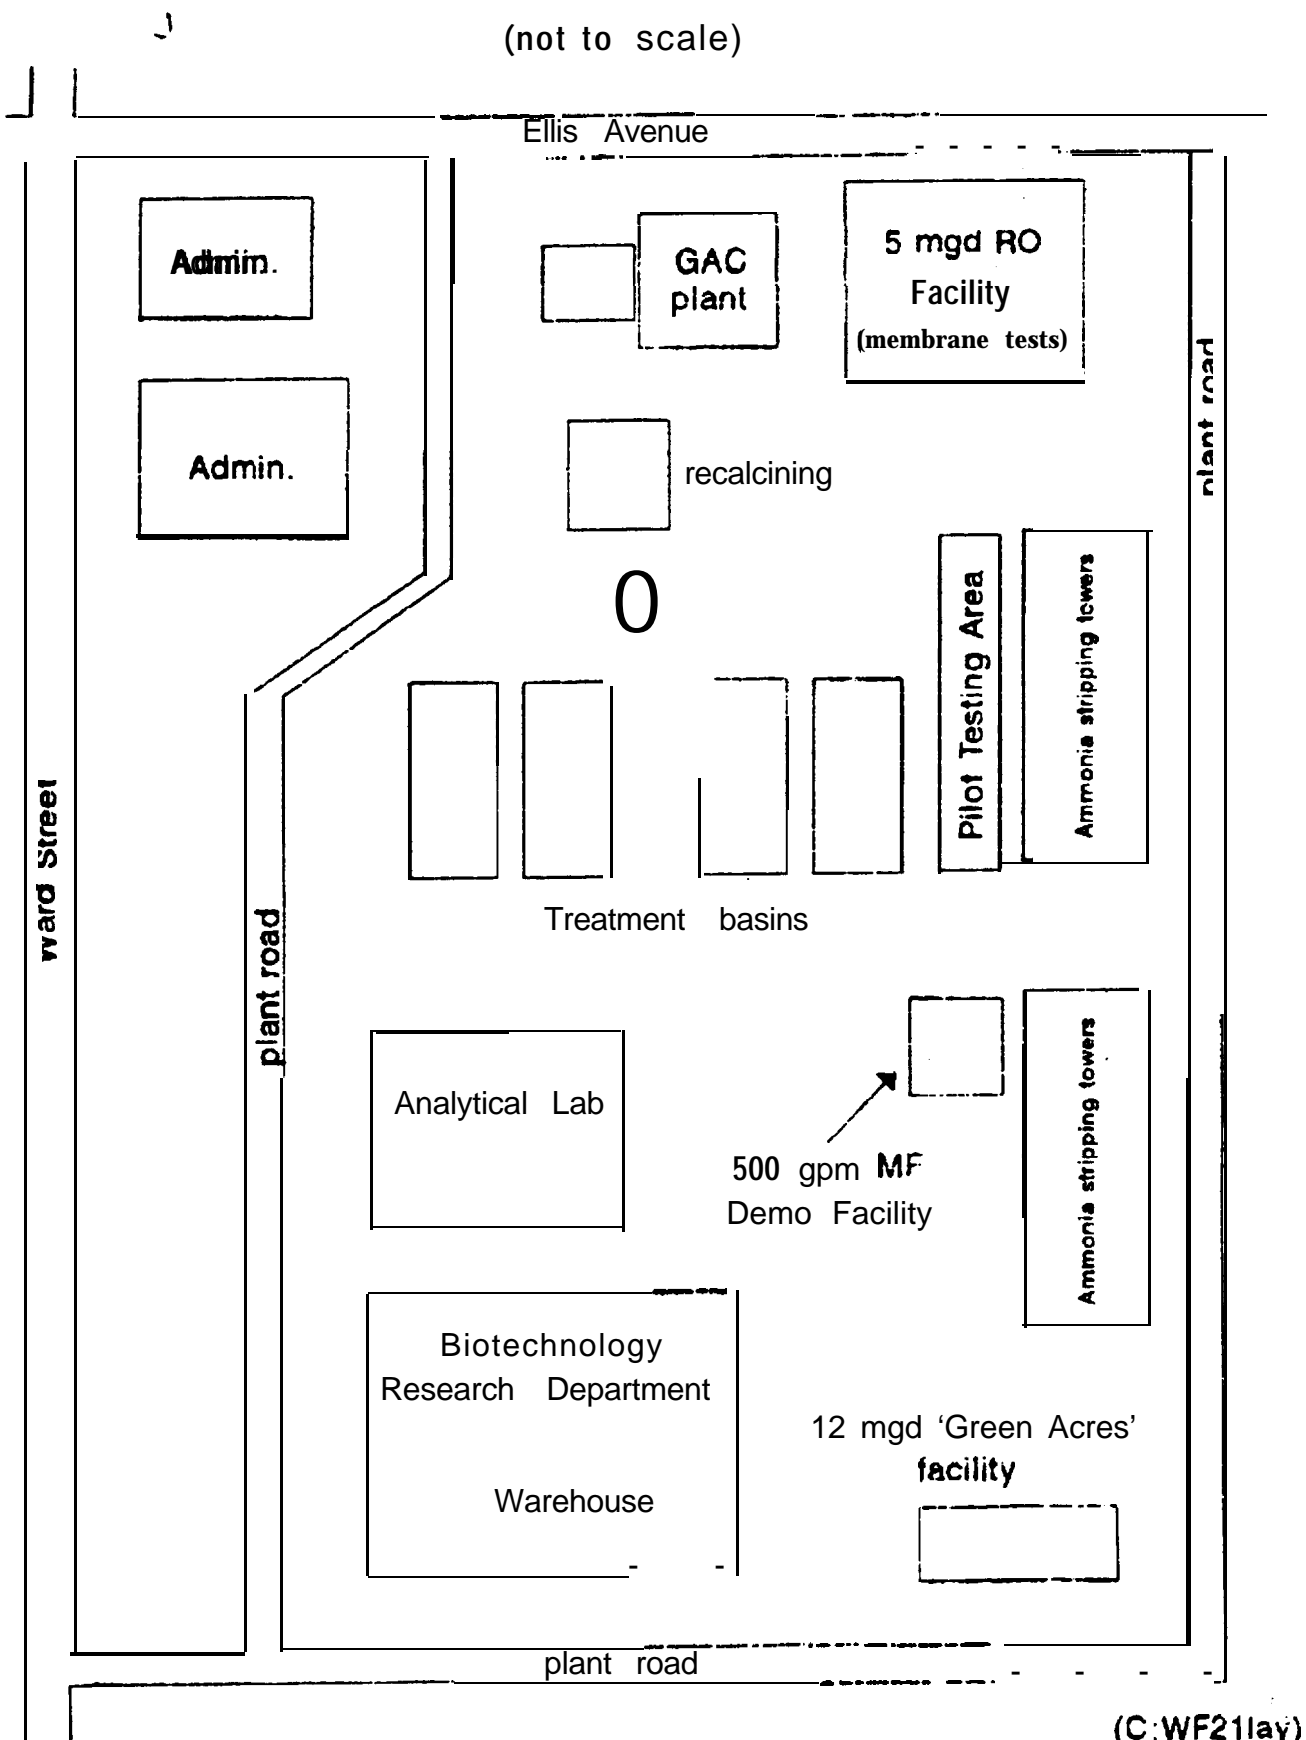 (not to scale)
Ellis Avenue
Admin.
GAC
plant
5 mgd RO
Facility
(membrane tests)
plant road
Admin.
recalcining
0
Pilot Testing Area
Ammonia stripping towers
ward Street
Treatment basins
plant road
Analytical Lab
500 gpm MF
Demo Facility
Ammonia stripping towers
Biotechnology
Research Department
Warehouse
12 mgd ‘Green Acres’
facility
plant road
(C:WF21lay)